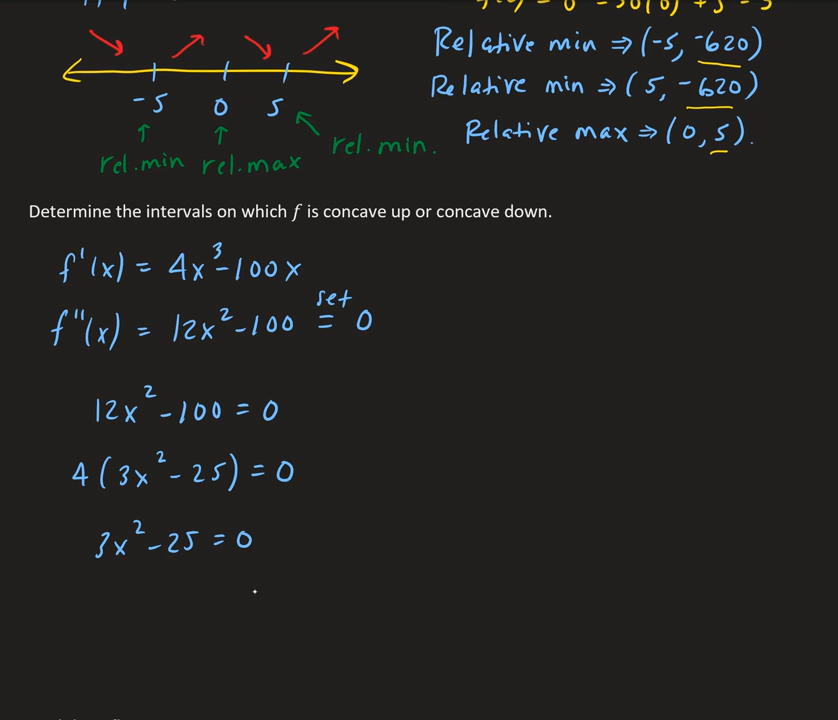 Relative min ⇒ (-5, -620)
Relative min ⇒ (5, -620)
Relative max ⇒ (0, 5).
-5 0 5
rel.min rel.max rel.min.
Determine the intervals on which f is concave up or concave down.
f'(x) = 4x³-100x
f"(x) = 12x²-100 set = 0
12x²-100 = 0
4(3x²-25) = 0
3x²-25 = 0